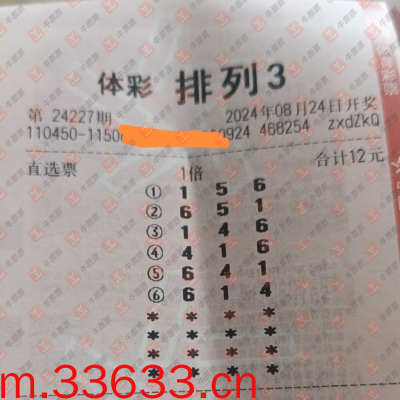 体彩 排列3
第 24227期 2024年08月24日开奖
110450-1150 0924 468254 zxdZkQ
直选票 1倍 合计12元
① 1 5 6
② 6 5 1
③ 1 4 6
④ 4 1 6
⑤ 6 4 1
⑥ 6 1 4
* * *
* * *
* * *
* * *
m.33633.cn